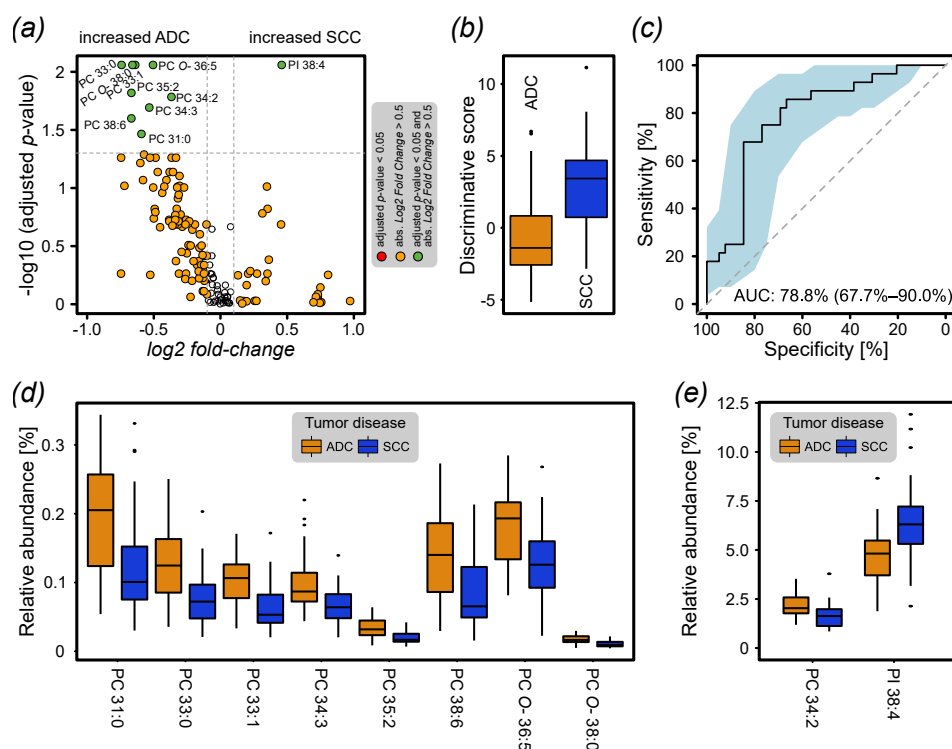 (a)
increased ADC
increased SCC
PC 33:0
PC O- 38:0
PC 33:1
PC O- 36:5
PI 38:4
PC 35:2
PC 34:2
PC 34:3
PC 38:6
PC 31:0
-log10 (adjusted p-value)
2
1.5
1.0
0.5
0
-1.0
-0.5
0
0.5
1.0
log2 fold-change
adjusted p-value < 0.05
abs. Log2 Fold Change > 0.5
adjusted p-value < 0.05 and
abs. Log2 Fold Change > 0.5
(b)
Discriminative score
10
5
0
-5
ADC
SCC
(c)
Sensitivity [%]
100
80
60
40
20
0
AUC: 78.8% (67.7%–90.0%)
100
80
60
40
20
0
Specificity [%]
(d)
Relative abundance [%]
0.3
0.2
0.1
0
Tumor disease
ADC
SCC
PC 31:0
PC 33:0
PC 33:1
PC 34:3
PC 35:2
PC 38:6
PC O- 36:5
PC O- 38:0
(e)
Relative abundance [%]
12.5
10.0
7.5
5.0
2.5
0
Tumor disease
ADC
SCC
PC 34:2
PI 38:4